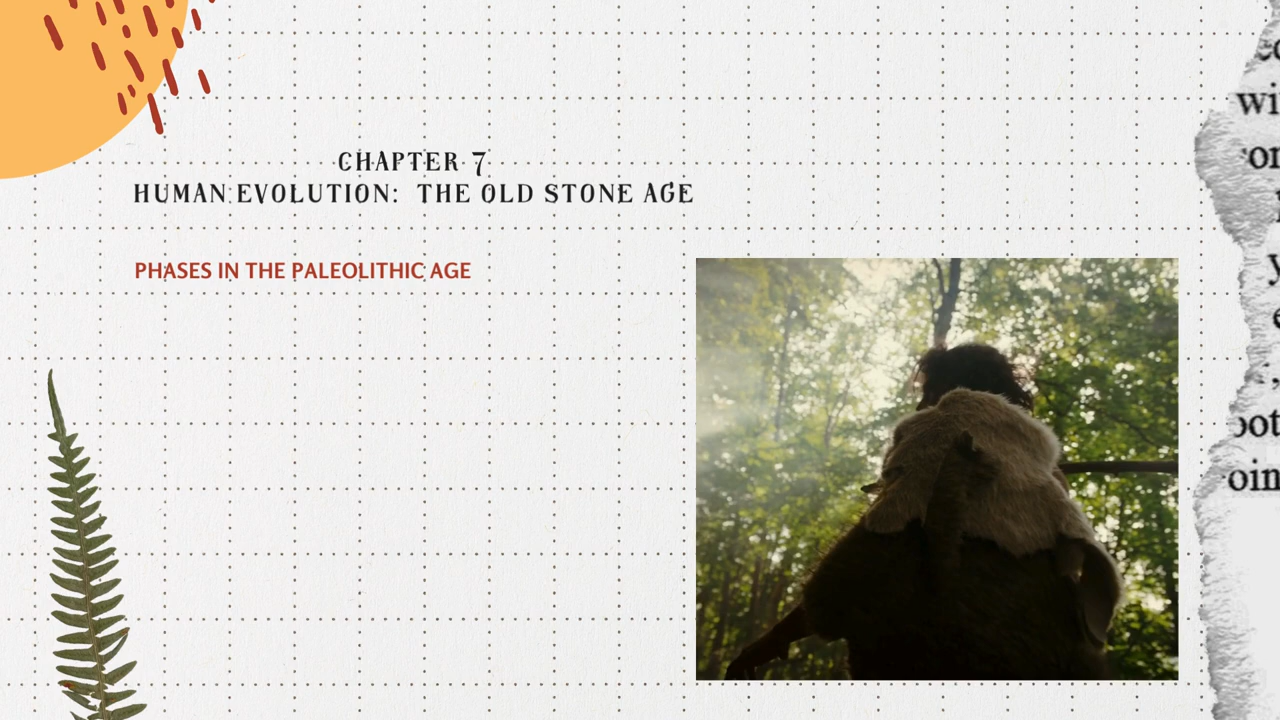 CHAPTER 7
HUMAN EVOLUTION: THE OLD STONE AGE
PHASES IN THE PALEOLITHIC AGE